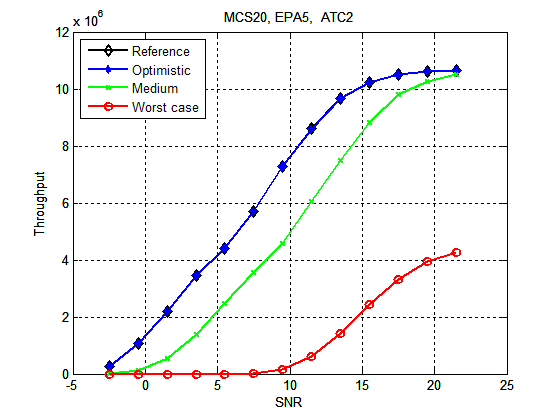 MCS20, EPA5, ATC2
x 10^6
12
10
8
6
4
2
0
Throughput
Reference
Optimistic
Medium
Worst case
-5
0
5
10
15
20
25
SNR